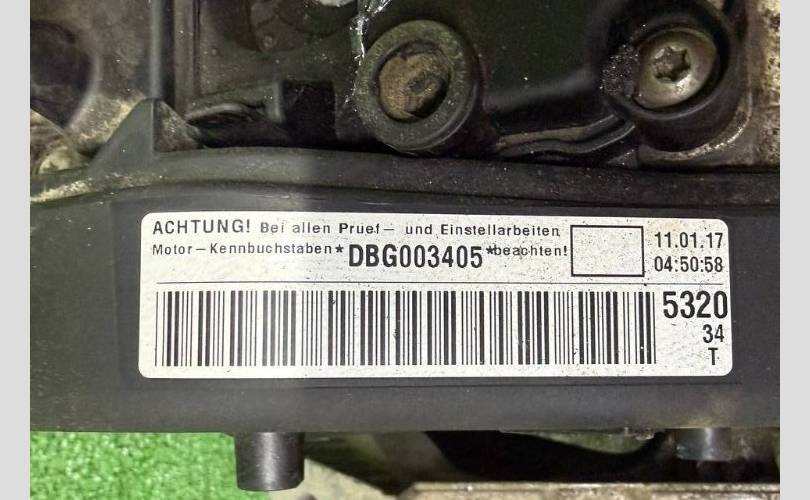 ACHTUNG! Bei allen Pruef- und Einstellarbeiten
Motor-Kennbuchstaben*DBG003405*beachten!
11.01.17
04:50:58
5320
34
T